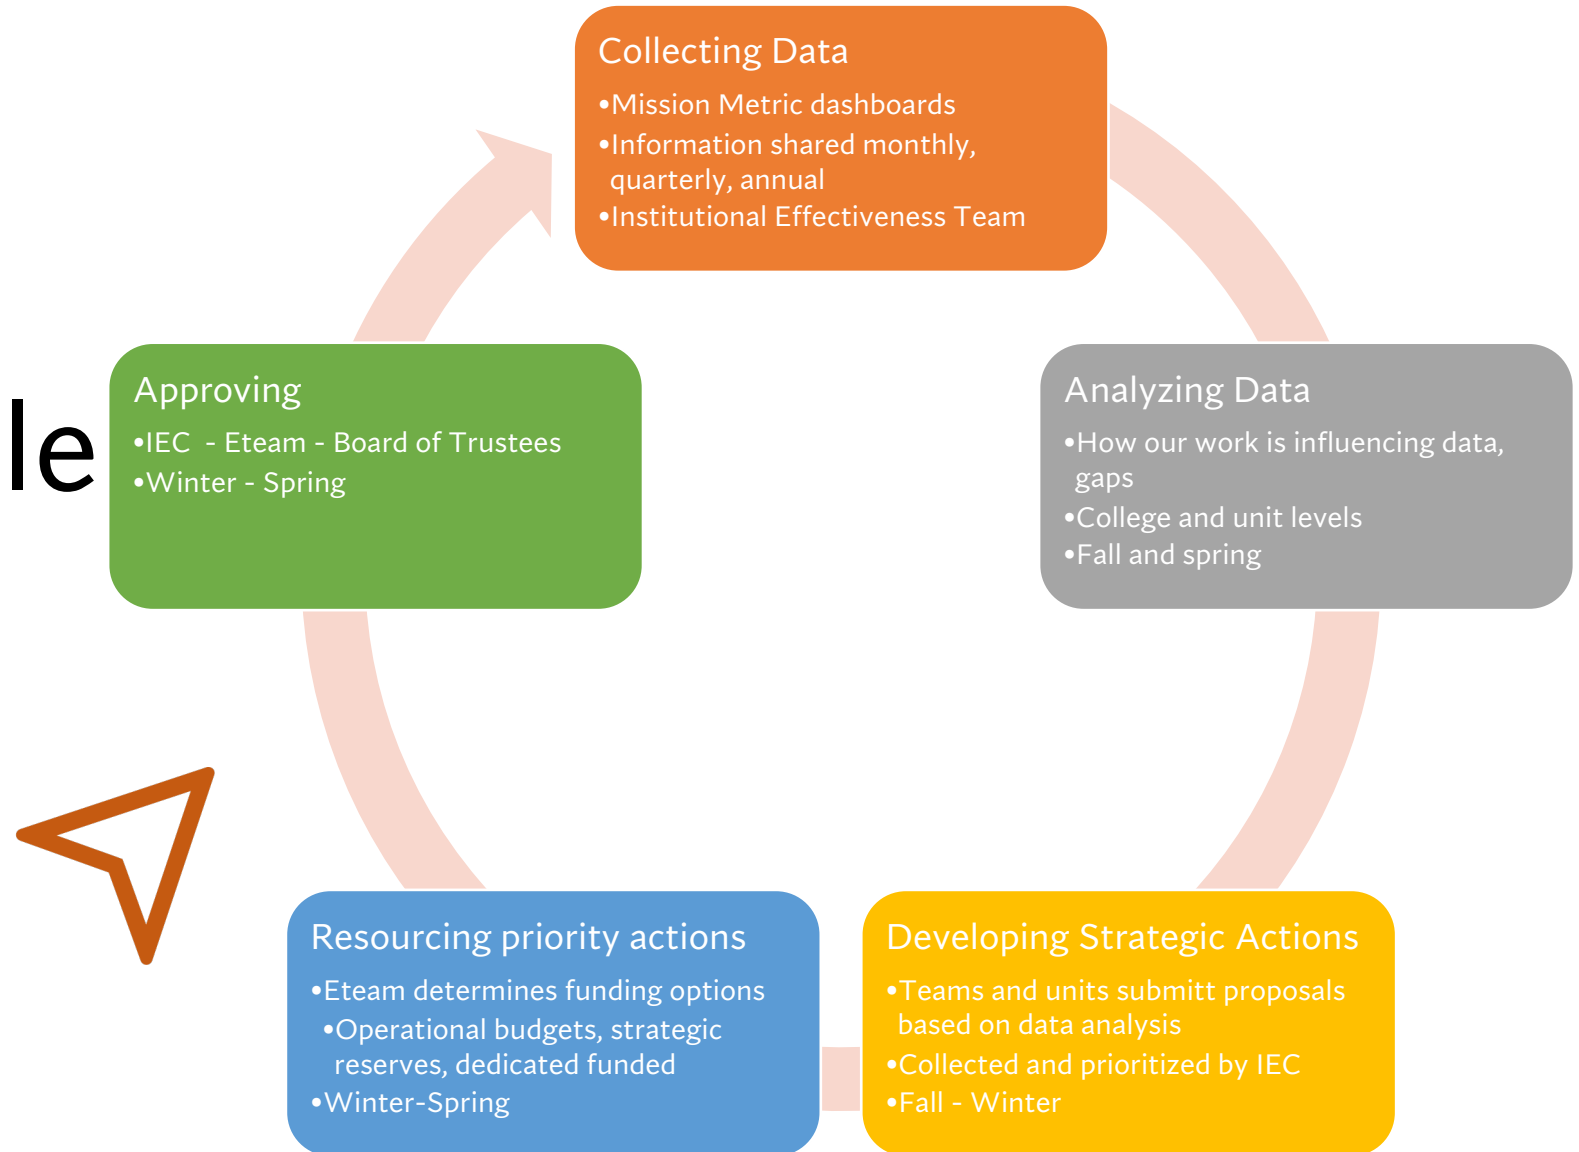 Collecting Data
•Mission Metric dashboards
•Information shared monthly,
quarterly, annual
•Institutional Effectiveness Team
Analyzing Data
•How our work is influencing data,
gaps
•College and unit levels
•Fall and spring
Developing Strategic Actions
•Teams and units submitt proposals
based on data analysis
•Collected and prioritized by IEC
•Fall - Winter
Resourcing priority actions
•Eteam determines funding options
•Operational budgets, strategic
reserves, dedicated funded
•Winter-Spring
Approving
•IEC - Eteam - Board of Trustees
•Winter - Spring
le